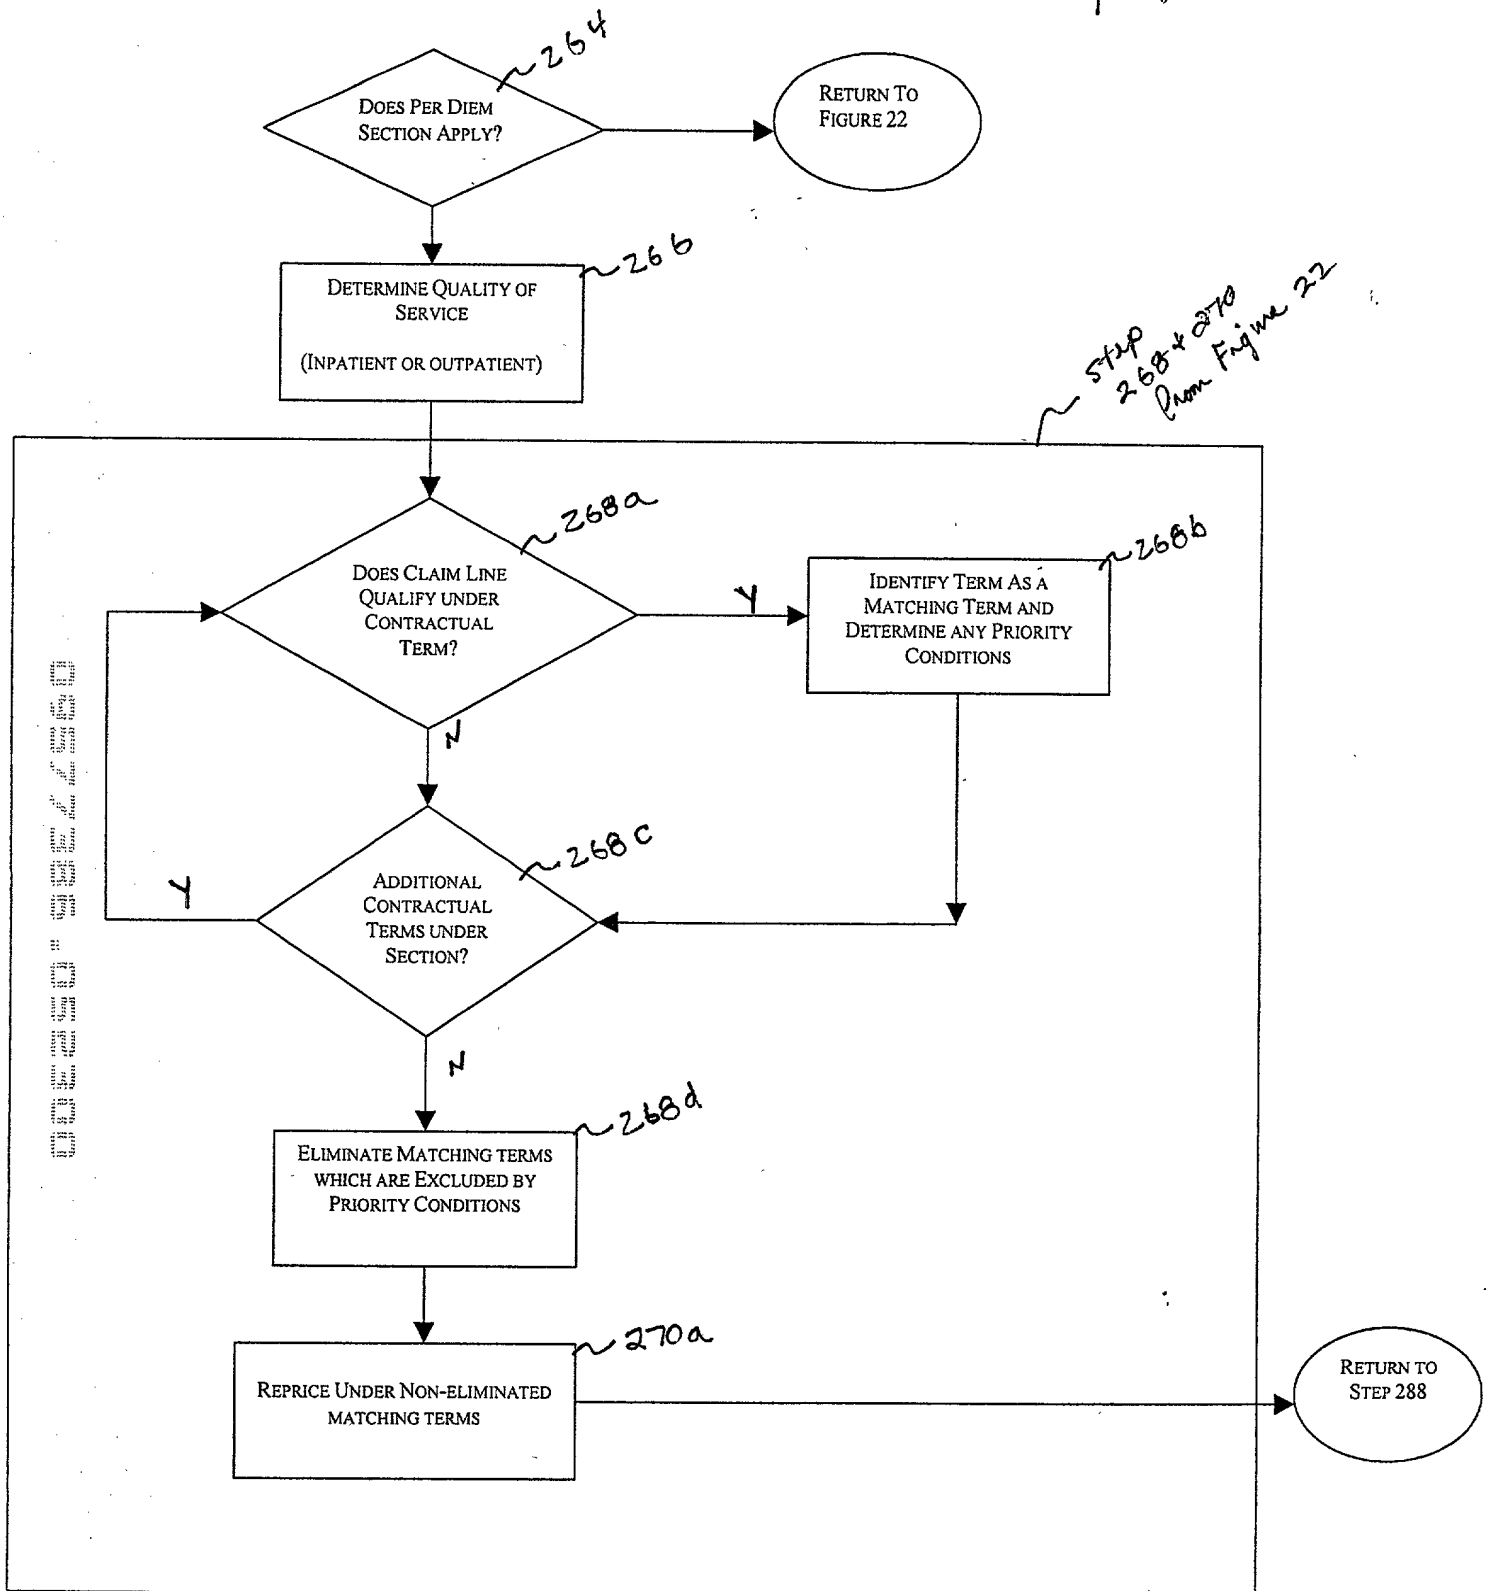 264
DOES PER DIEM
SECTION APPLY?
RETURN TO
FIGURE 22
266
DETERMINE QUALITY OF
SERVICE
(INPATIENT OR OUTPATIENT)
Step
268 + 270
from Figure 22
268a
DOES CLAIM LINE
QUALIFY UNDER
CONTRACTUAL
TERM?
Y
268b
IDENTIFY TERM AS A
MATCHING TERM AND
DETERMINE ANY PRIORITY
CONDITIONS
N
268c
ADDITIONAL
CONTRACTUAL
TERMS UNDER
SECTION?
Y
N
268d
ELIMINATE MATCHING TERMS
WHICH ARE EXCLUDED BY
PRIORITY CONDITIONS
270a
REPRICE UNDER NON-ELIMINATED
MATCHING TERMS
RETURN TO
STEP 288